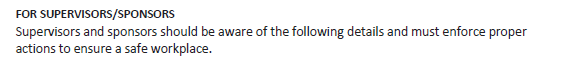 FOR SUPERVISORS/SPONSORS
Supervisors and sponsors should be aware of the following details and must enforce proper
actions to ensure a safe workplace.